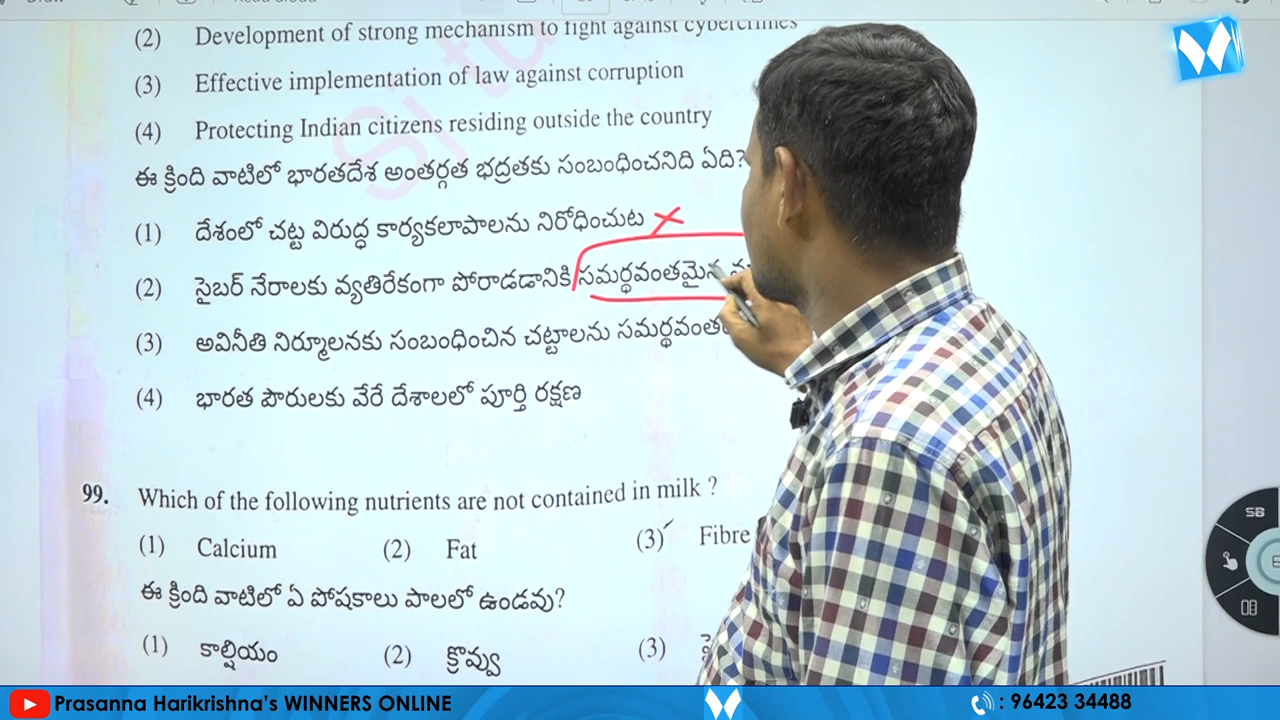 Draw Read aloud
(2) Development of strong mechanism to fight against cybercrimes
(3) Effective implementation of law against corruption
(4) Protecting Indian citizens residing outside the country
ఈ క్రింది వాటిలో భారతదేశ అంతర్గత భద్రతకు సంబంధించనిది ఏది?
(1) దేశంలో చట్ట విరుద్ధ కార్యకలాపాలను నిరోధించుట
(2) సైబర్ నేరాలకు వ్యతిరేకంగా పోరాడడానికి సమర్థవంతమైన
(3) అవినీతి నిర్మూలనకు సంబంధించిన చట్టాలను
(4) భారత పౌరులకు వేరే దేశాలలో పూర్తి రక్షణ
99. Which of the following nutrients are not contained in milk ?
(1) Calcium (2) Fat (3) Fibre
ఈ క్రింది వాటిలో ఏ పోషకాలు పాలలో ఉండవు?
(1) కాల్షియం (2) క్రొవ్వు (3)
SB
Prasanna Harikrishna's WINNERS ONLINE W : 96423 34488